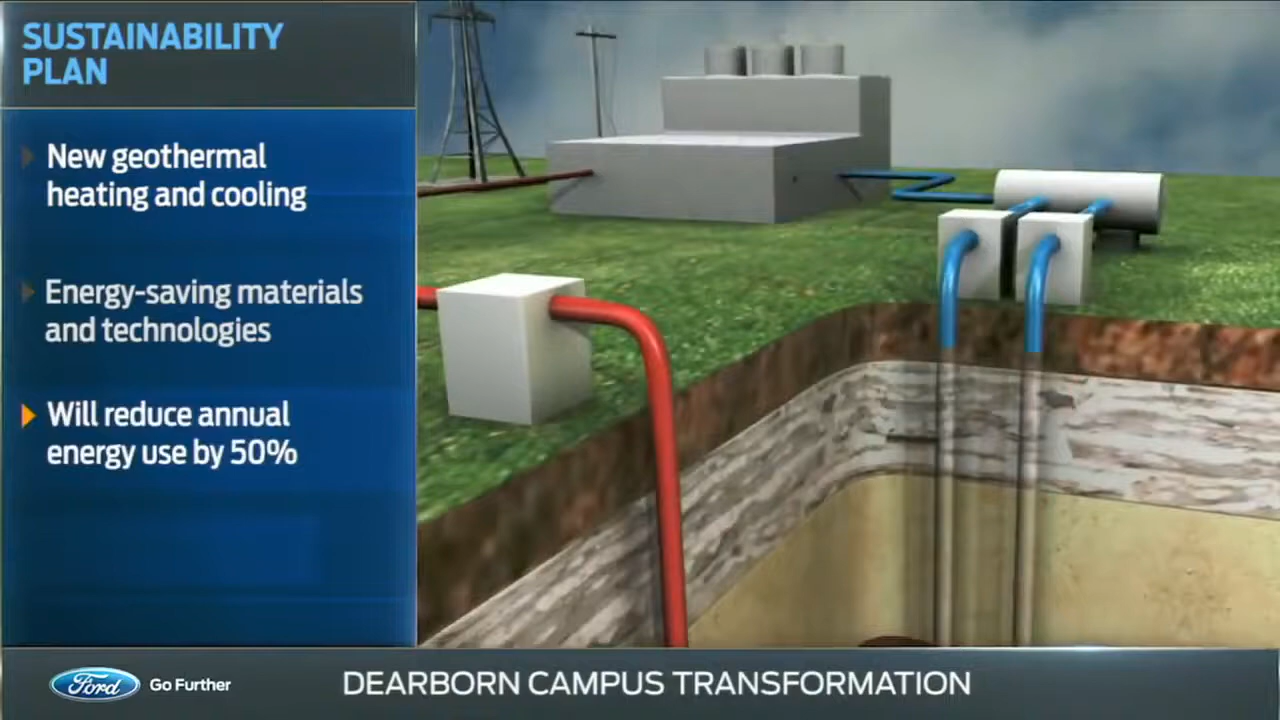 SUSTAINABILITY
PLAN
New geothermal
heating and cooling
Energy-saving materials
and technologies
Will reduce annual
energy use by 50%
Ford Go Further
DEARBORN CAMPUS TRANSFORMATION